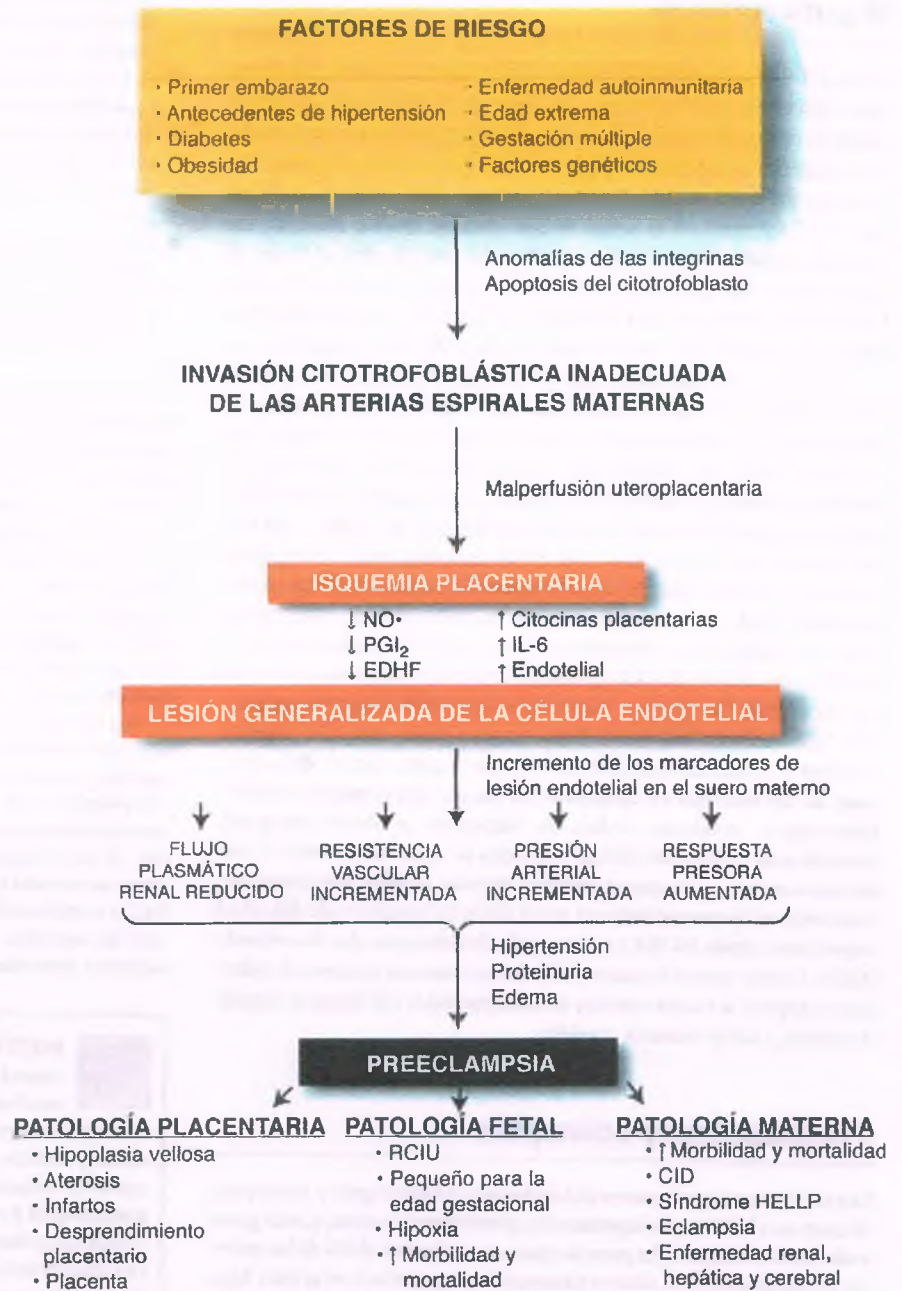 FACTORES DE RIESGO
· Primer embarazo
· Antecedentes de hipertensión
· Diabetes
· Obesidad
· Enfermedad autoinmunitaria
· Edad extrema
· Gestación múltiple
· Factores genéticos
Anomalías de las integrinas
Apoptosis del citotrofoblasto
INVASIÓN CITOTROFOBLÁSTICA INADECUADA
DE LAS ARTERIAS ESPIRALES MATERNAS
Malperfusión uteroplacentaria
ISQUEMIA PLACENTARIA
↓ NO•
↓ PGI₂
↓ EDHF
↑ Citocinas placentarias
↑ IL-6
↑ Endotelial
LESIÓN GENERALIZADA DE LA CÉLULA ENDOTELIAL
Incremento de los marcadores de
lesión endotelial en el suero materno
FLUJO
PLASMÁTICO
RENAL REDUCIDO
RESISTENCIA
VASCULAR
INCREMENTADA
PRESIÓN
ARTERIAL
INCREMENTADA
RESPUESTA
PRESORA
AUMENTADA
Hipertensión
Proteinuria
Edema
PREECLAMPSIA
PATOLOGÍA PLACENTARIA
• Hipoplasia vellosa
• Aterosis
• Infartos
• Desprendimiento
placentario
• Placenta
PATOLOGÍA FETAL
• RCIU
• Pequeño para la
edad gestacional
• Hipoxia
• ↑ Morbilidad y
mortalidad
PATOLOGÍA MATERNA
• ↑ Morbilidad y mortalidad
• CID
• Síndrome HELLP
• Eclampsia
• Enfermedad renal,
hepática y cerebral